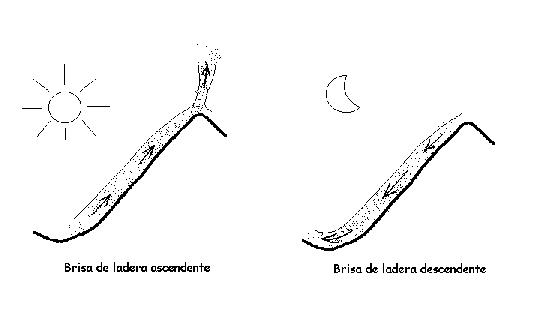 Brisa de ladera ascendente
Brisa de ladera descendente